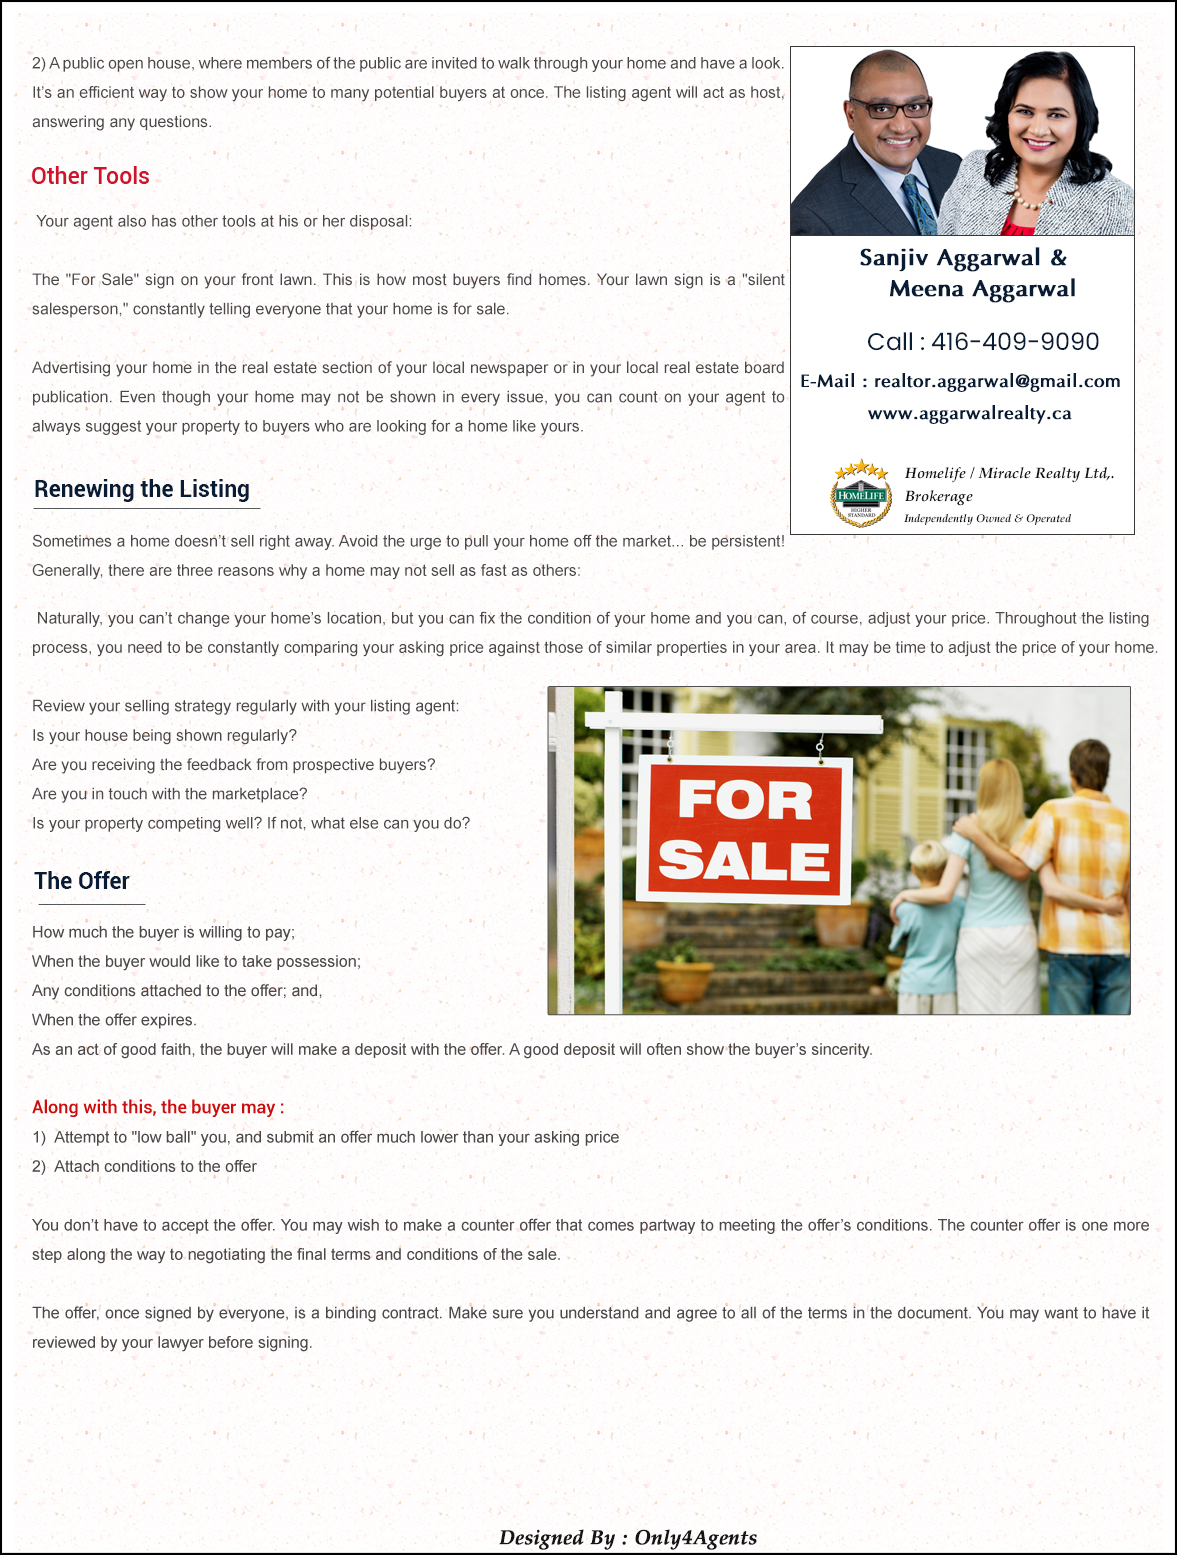 2) A public open house, where members of the public are invited to walk through your home and have a look.
It’s an efficient way to show your home to many potential buyers at once. The listing agent will act as host,
answering any questions.
Other Tools
Your agent also has other tools at his or her disposal:
The "For Sale" sign on your front lawn. This is how most buyers find homes. Your lawn sign is a "silent
salesperson," constantly telling everyone that your home is for sale.
Advertising your home in the real estate section of your local newspaper or in your local real estate board
publication. Even though your home may not be shown in every issue, you can count on your agent to
always suggest your property to buyers who are looking for a home like yours.
Sanjiv Aggarwal &
Meena Aggarwal
Call : 416-409-9090
E-Mail : realtor.aggarwal@gmail.com
www.aggarwalrealty.ca
HOMELIFE
HIGHER
STANDARD
Homelife / Miracle Realty Ltd,.
Brokerage
Independently Owned & Operated
Renewing the Listing
Sometimes a home doesn’t sell right away. Avoid the urge to pull your home off the market... be persistent!
Generally, there are three reasons why a home may not sell as fast as others:
Naturally, you can’t change your home’s location, but you can fix the condition of your home and you can, of course, adjust your price. Throughout the listing
process, you need to be constantly comparing your asking price against those of similar properties in your area. It may be time to adjust the price of your home.
Review your selling strategy regularly with your listing agent:
Is your house being shown regularly?
Are you receiving the feedback from prospective buyers?
Are you in touch with the marketplace?
Is your property competing well? If not, what else can you do?
FOR
SALE
The Offer
How much the buyer is willing to pay;
When the buyer would like to take possession;
Any conditions attached to the offer; and,
When the offer expires.
As an act of good faith, the buyer will make a deposit with the offer. A good deposit will often show the buyer’s sincerity.
Along with this, the buyer may :
1) Attempt to "low ball" you, and submit an offer much lower than your asking price
2) Attach conditions to the offer
You don’t have to accept the offer. You may wish to make a counter offer that comes partway to meeting the offer’s conditions. The counter offer is one more
step along the way to negotiating the final terms and conditions of the sale.
The offer, once signed by everyone, is a binding contract. Make sure you understand and agree to all of the terms in the document. You may want to have it
reviewed by your lawyer before signing.
Designed By : Only4Agents